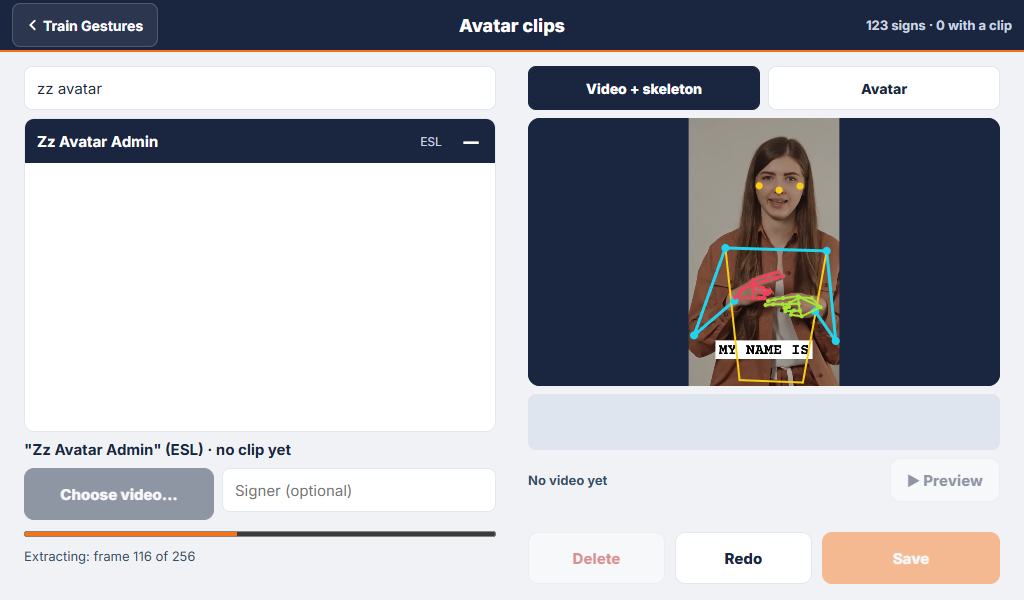 Train Gestures
Avatar clips
123 signs · 0 with a clip
zz avatar
Zz Avatar Admin
ESL
"Zz Avatar Admin" (ESL) · no clip yet
Choose video...
Signer (optional)
Extracting: frame 116 of 256
Video + skeleton
Avatar
MY NAME IS
No video yet
Preview
Delete
Redo
Save